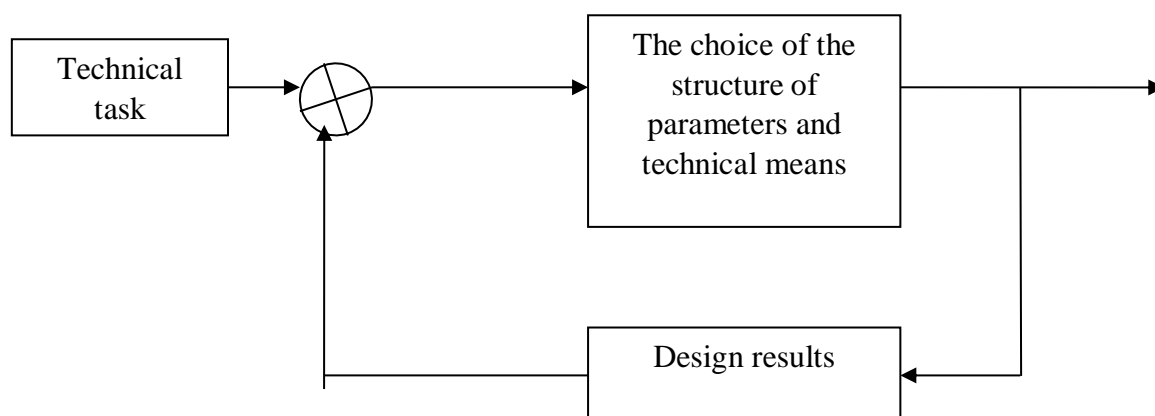 Technical
task
The choice of the
structure of
parameters and
technical means
Design results